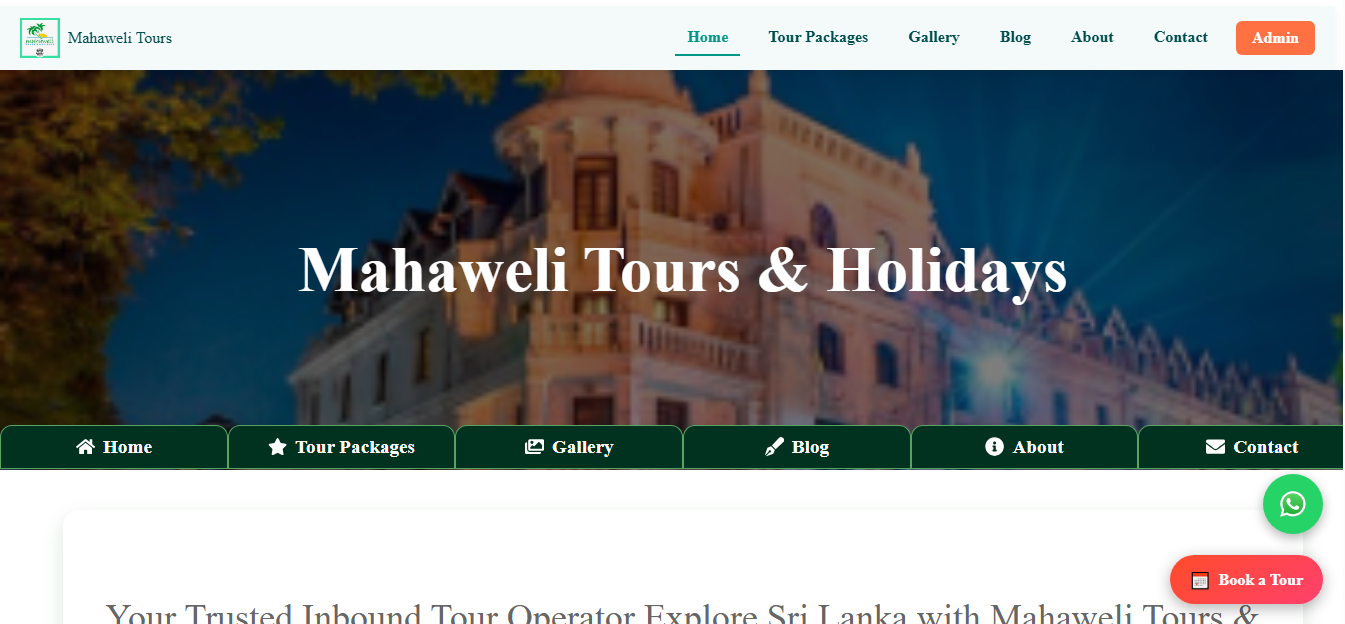 Mahaweli Tours
Home Tour Packages Gallery Blog About Contact Admin
Mahaweli Tours & Holidays
Home Tour Packages Gallery Blog About Contact
Book a Tour
Your Trusted Inbound Tour Operator Explore Sri Lanka with Mahaweli Tours &